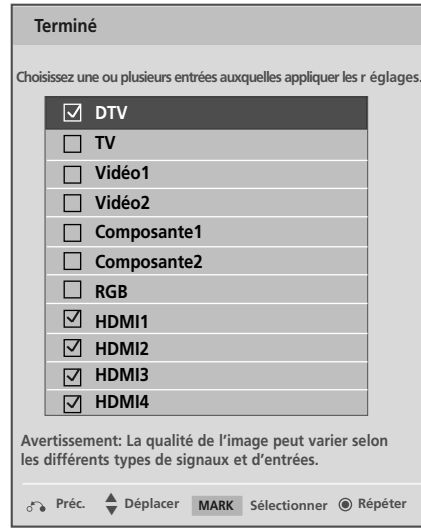 Terminé
Choisissez une ou plusieurs entrées auxquelles appliquer les r églages.
DTV
TV
Vidéo1
Vidéo2
Composante1
Composante2
RGB
HDMI1
HDMI2
HDMI3
HDMI4
Avertissement: La qualité de l'image peut varier selon
les différents types de signaux et d'entrées.
Préc. Déplacer MARK Sélectionner Répéter